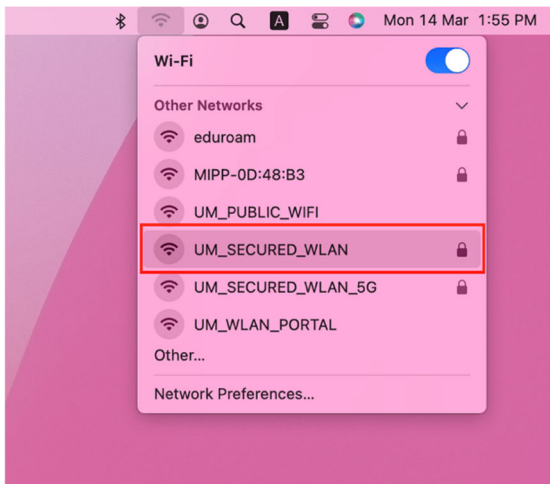 A Mon 14 Mar 1:55 PM
Wi-Fi
Other Networks
eduroam
MIPP-0D:48:B3
UM_PUBLIC_WIFI
UM_SECURED_WLAN
UM_SECURED_WLAN_5G
UM_WLAN_PORTAL
Other...
Network Preferences...